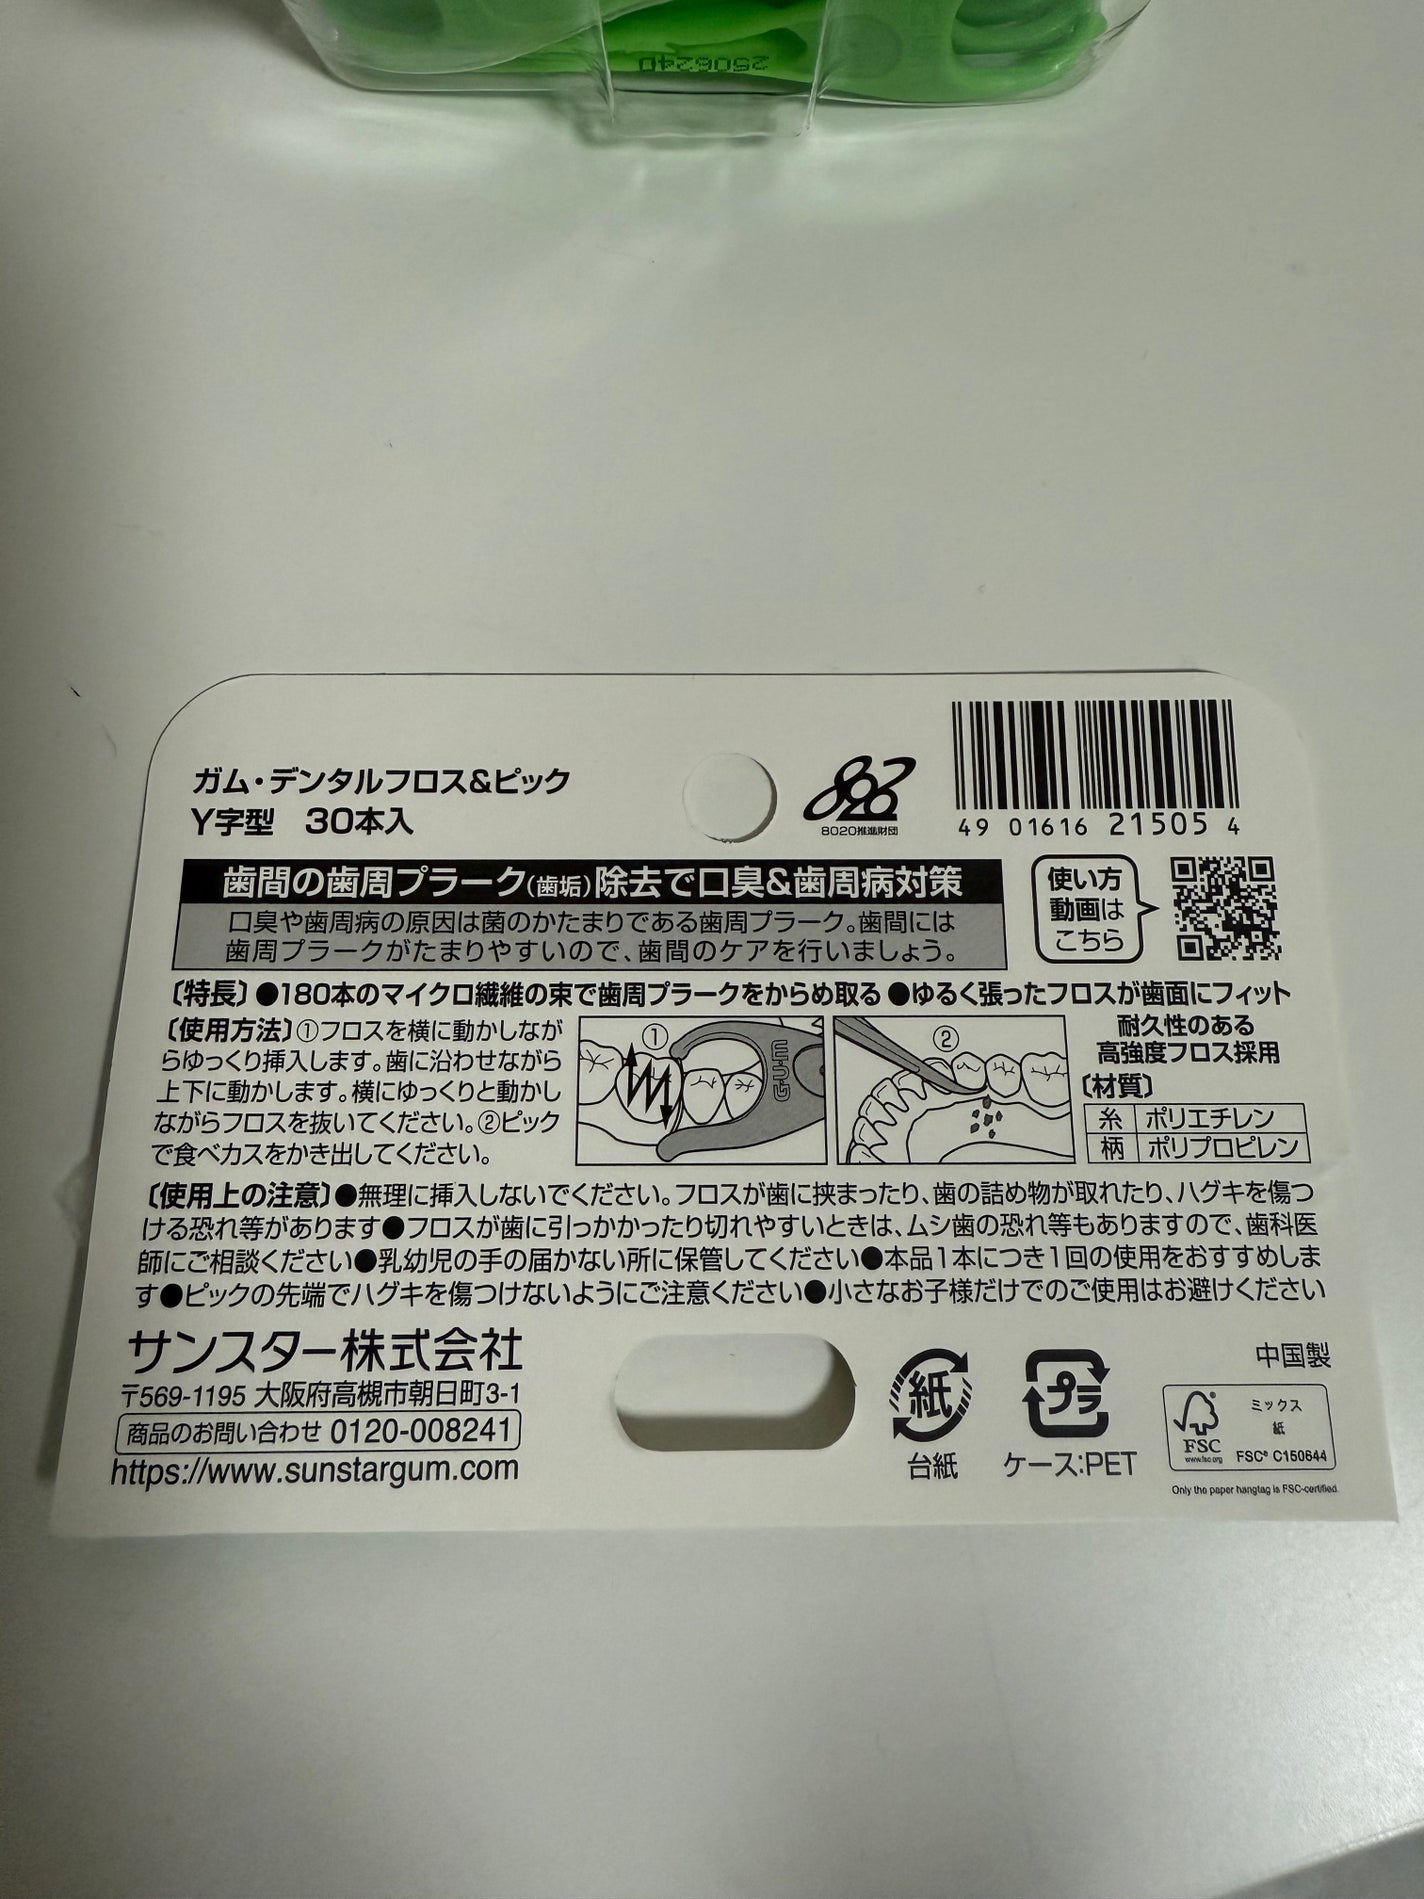 2506240
ガム・デンタルフロス&ピック
Y字型 30本入
8020推進財団
49 01616 21505 4
歯間の歯周プラーク(歯垢)除去で口臭&歯周病対策
口臭や歯周病の原因は菌のかたまりである歯周プラーク。歯間には
歯周プラークがたまりやすいので、歯間のケアを行いましょう。
使い方
動画は
こちら
〔特長〕●180本のマイクロ繊維の束で歯周プラークをからめ取る ●ゆるく張ったフロスが歯面にフィット
耐久性のある
高強度フロス採用
〔使用方法〕①フロスを横に動かしなが
らゆっくり挿入します。歯に沿わせながら
上下に動かします。横にゆっくりと動かし
ながらフロスを抜いてください。②ピック
で食べカスをかき出してください。
①
G・U・M
②
〔材質〕
糸 ポリエチレン
柄 ポリプロピレン
〔使用上の注意〕●無理に挿入しないでください。フロスが歯に挟まったり、歯の詰め物が取れたり、ハグキを傷つ
ける恐れ等があります●フロスが歯に引っかかったり切れやすいときは、ムシ歯の恐れ等もありますので、歯科医
師にご相談ください●乳幼児の手の届かない所に保管してください●本品1本につき1回の使用をおすすめしま
す●ピックの先端でハグキを傷つけないようにご注意ください●小さなお子様だけでのご使用はお避けください
サンスター株式会社
〒569-1195 大阪府高槻市朝日町3-1
商品のお問い合わせ 0120-008241
https://www.sunstargum.com
紙
台紙
プラ
ケース:PET
中国製
FSC
www.fsc.org
ミックス
紙
FSC® C150644
Only the paper hangtag is FSC-certified.